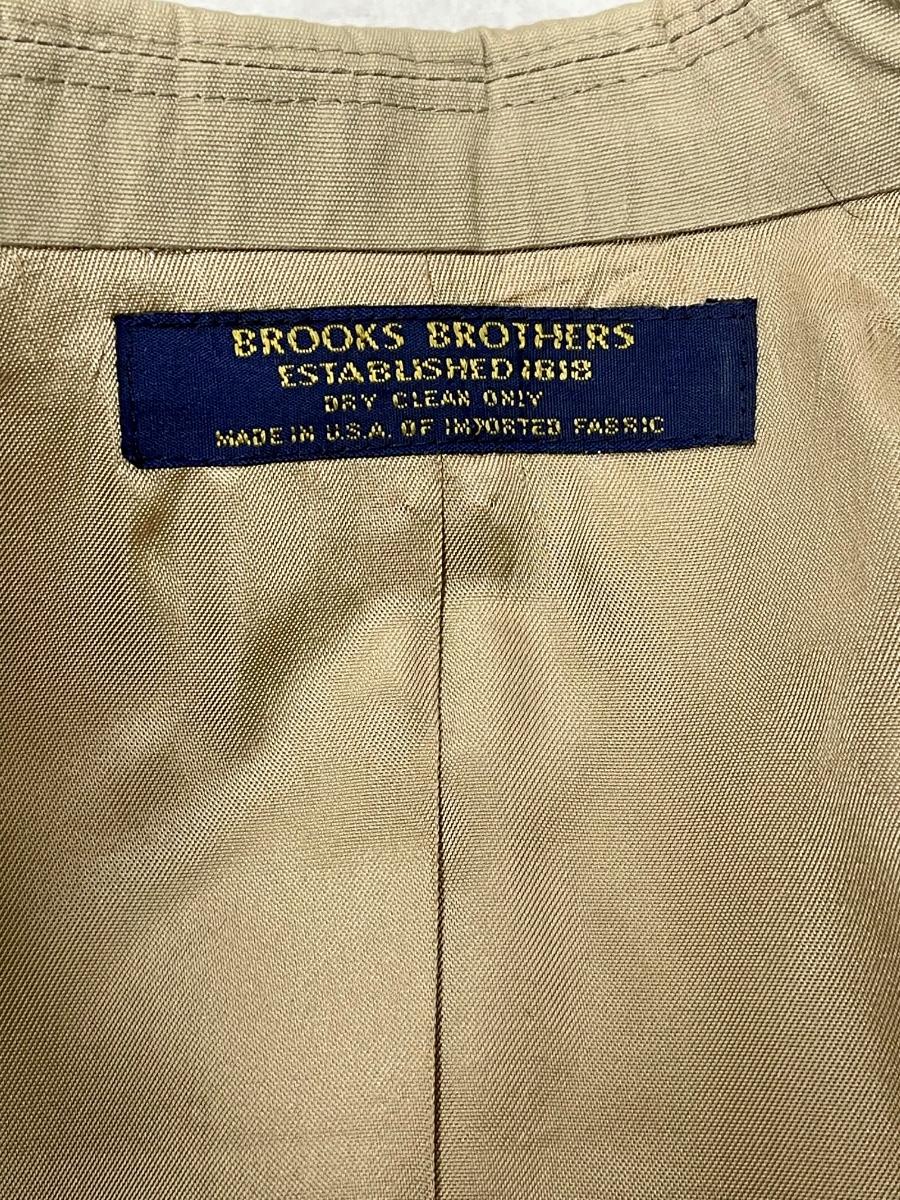 BROOKS BROTHERS
ESTABLISHED 1818
DRY CLEAN ONLY
MADE IN U.S.A. OF IMPORTED FABRIC